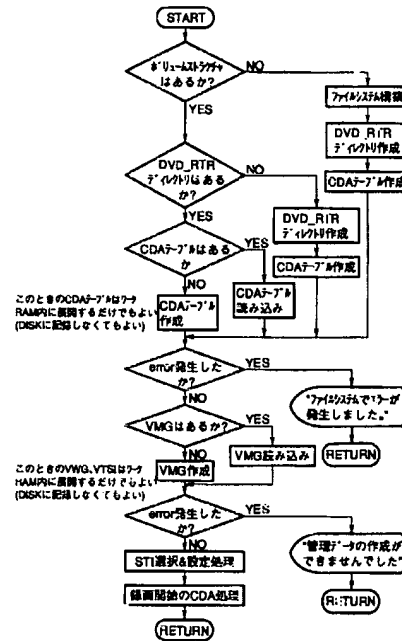 START
ボリュームストラクチャ
はあるか?
NO
YES
ファイルシステム構築
DVD_RTR
ディレクトリ作成
CDAテーブル作成
DVD_RTR
ディレクトリはある
か?
NO
YES
DVD_RTR
ディレクトリ作成
CDAテーブル作成
CDAテーブルはある
か
YES
NO
CDAテーブル
読み込み
このときのCDAテーブルはワーク
RAM内に展開するだけでもよい
(DISKに記録しなくてもよい)
CDAテーブル
作成
error発生した
か?
YES
NO
"ファイルシステムでエラーが
発生しました。"
RETURN
VMGはあるか?
YES
NO
VMG読み込み
このときのVWG,VTSIはワーク
RAM内に展開するだけでもよい
(DISKに記録しなくてもよい)
VMG作成
error発生した
か?
YES
NO
"管理データの作成が
できませんでした"
RETURN
STI選択&設定処理
録画開始のCDA処理
RETURN